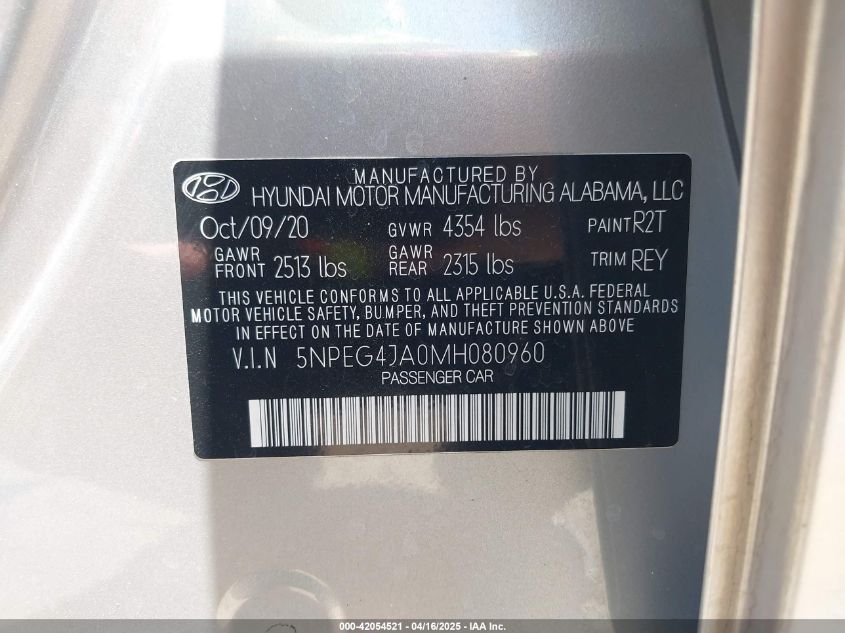 MANUFACTURED BY
HYUNDAI MOTOR MANUFACTURING ALABAMA, LLC
Oct/09/20 GVWR 4354 lbs PAINT R2T
GAWR FRONT 2513 lbs GAWR REAR 2315 lbs TRIM REY
THIS VEHICLE CONFORMS TO ALL APPLICABLE U.S.A. FEDERAL
MOTOR VEHICLE SAFETY, BUMPER, AND THEFT PREVENTION STANDARDS
IN EFFECT ON THE DATE OF MANUFACTURE SHOWN ABOVE.
V.I.N 5NPEG4JA0MH080960
PASSENGER CAR
000-42054521 - 04/16/2025 - IAA Inc.